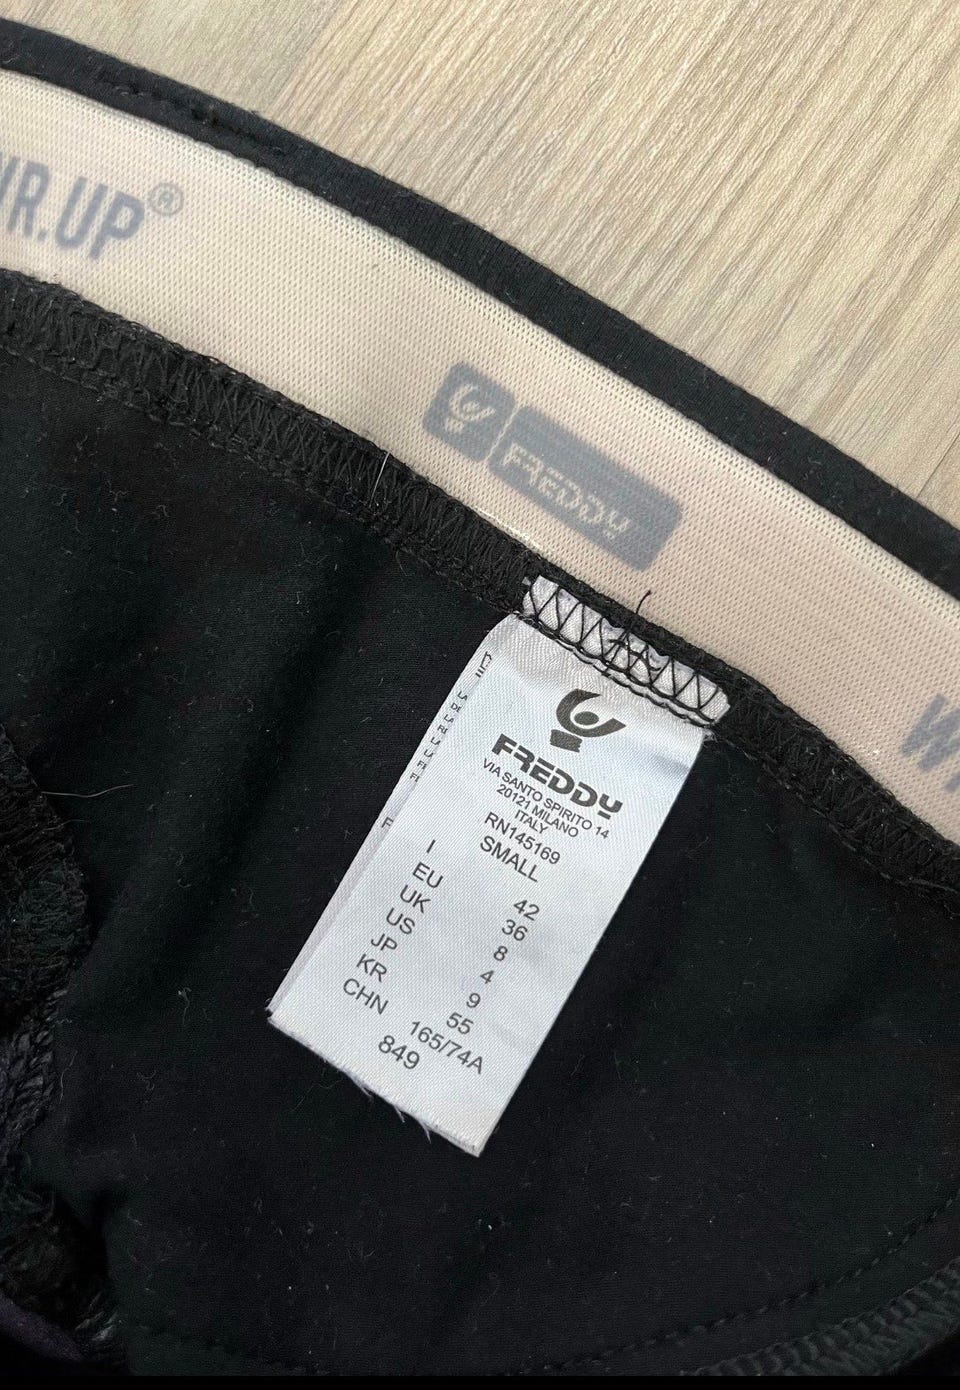 WR.UP®
FREDDY
FREDDY
VIA SANTO SPIRITO 14
20121 MILANO
ITALY
RN145169
SMALL
I 42
EU 36
UK 8
US 4
JP 9
KR 55
CHN 165/74A
849